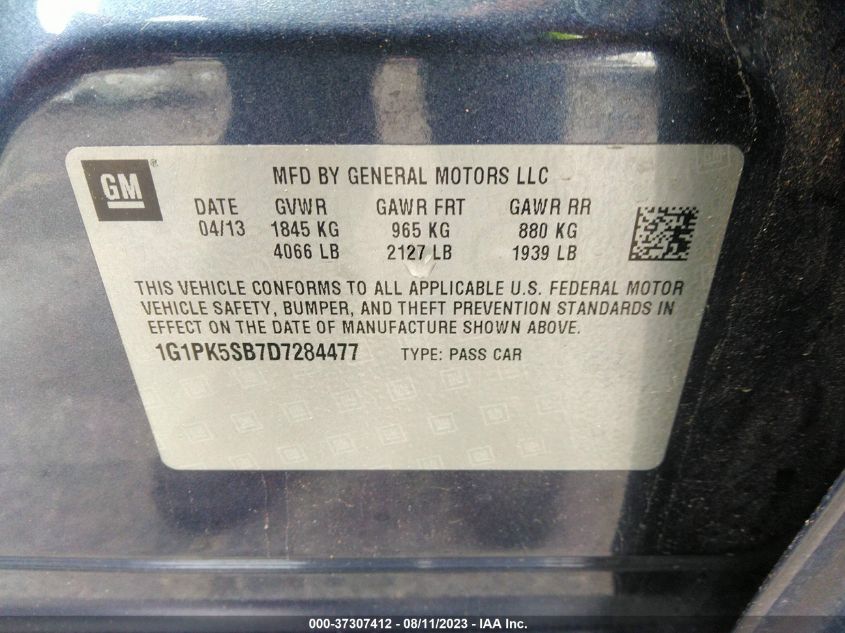 GM®
MFD BY GENERAL MOTORS LLC
DATE GVWR GAWR FRT GAWR RR
04/13 1845 KG 965 KG 880 KG
4066 LB 2127 LB 1939 LB
THIS VEHICLE CONFORMS TO ALL APPLICABLE U.S. FEDERAL MOTOR
VEHICLE SAFETY, BUMPER, AND THEFT PREVENTION STANDARDS IN
EFFECT ON THE DATE OF MANUFACTURE SHOWN ABOVE.
1G1PK5SB7D7284477 TYPE: PASS CAR
000-37307412 - 08/11/2023 - IAA Inc.